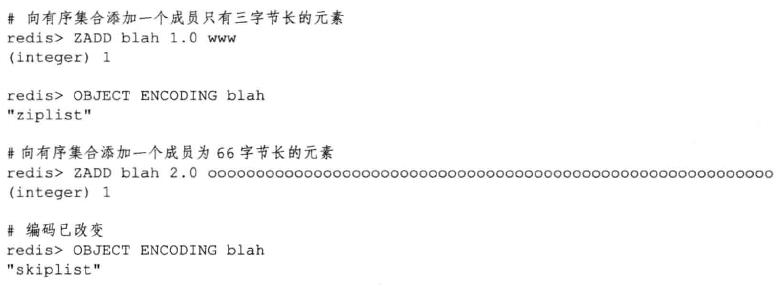 # 向有序集合添加一个成员只有三字节长的元素
redis> ZADD blah 1.0 www
(integer) 1
redis> OBJECT ENCODING blah
"ziplist"
# 向有序集合添加一个成员为 66 字节长的元素
redis> ZADD blah 2.0 oooooooooooooooooooooooooooooooooooooooooooooooooooooooooooo
(integer) 1
# 编码已改变
redis> OBJECT ENCODING blah
"skiplist"